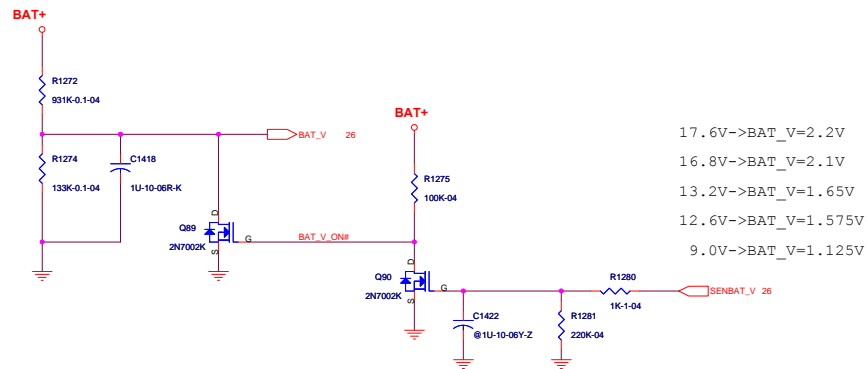 BAT+
R1272
931K-0.1-04
BAT_V 26
R1274
133K-0.1-04
C1418
1U-10-06R-K
BAT+
R1275
100K-04
Q89
2N7002K
D
S
G
BAT_V_ON#
Q90
2N7002K
D
S
G
C1422
@1U-10-06Y-Z
R1281
220K-04
R1280
1K-1-04
SENBAT_V 26
17.6V->BAT_V=2.2V
16.8V->BAT_V=2.1V
13.2V->BAT_V=1.65V
12.6V->BAT_V=1.575V
9.0V->BAT_V=1.125V